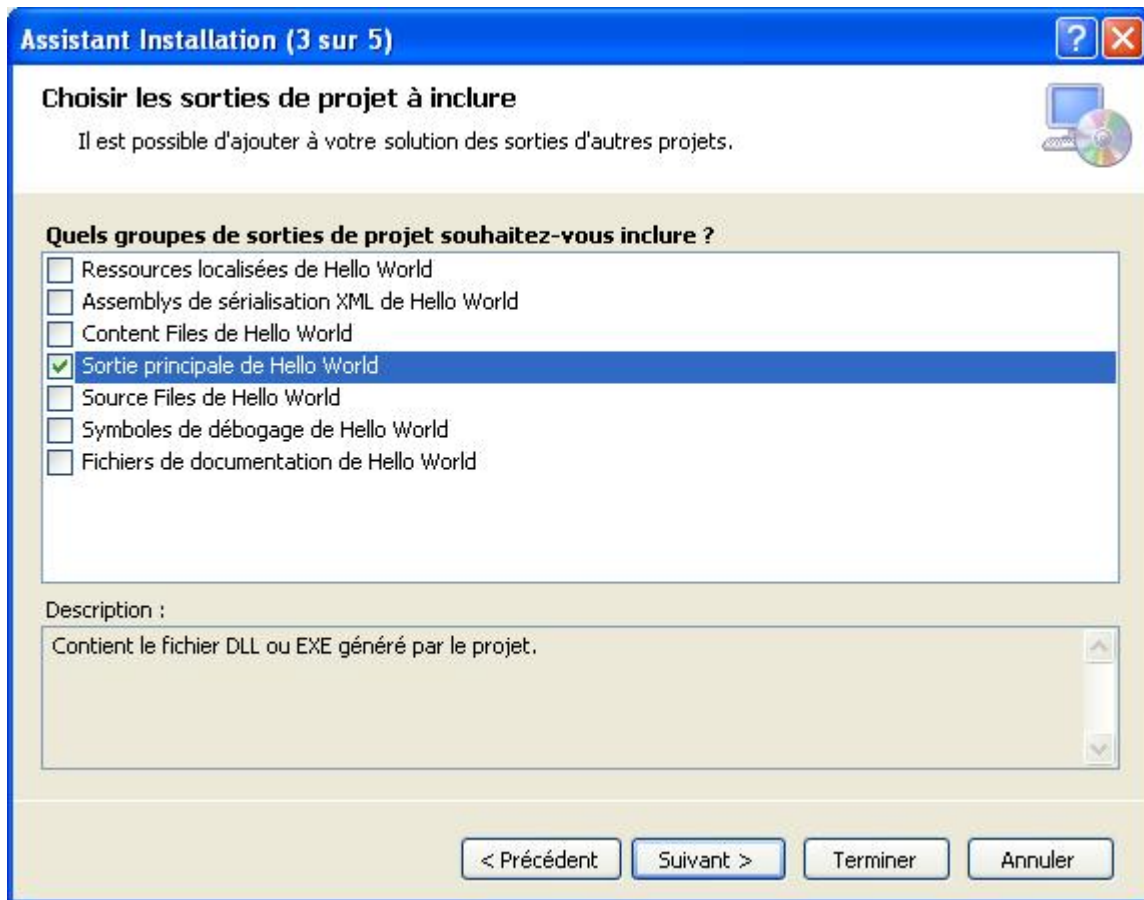 Assistant Installation (3 sur 5)
?
Choisir les sorties de projet à inclure
Il est possible d'ajouter à votre solution des sorties d'autres projets.
Quels groupes de sorties de projet souhaitez-vous inclure ?
Ressources localisées de Hello World
Assemblys de sérialisation XML de Hello World
Content Files de Hello World
Sortie principale de Hello World
Source Files de Hello World
Symboles de débogage de Hello World
Fichiers de documentation de Hello World
Description :
Contient le fichier DLL ou EXE généré par le projet.
< Précédent Suivant > Terminer Annuler